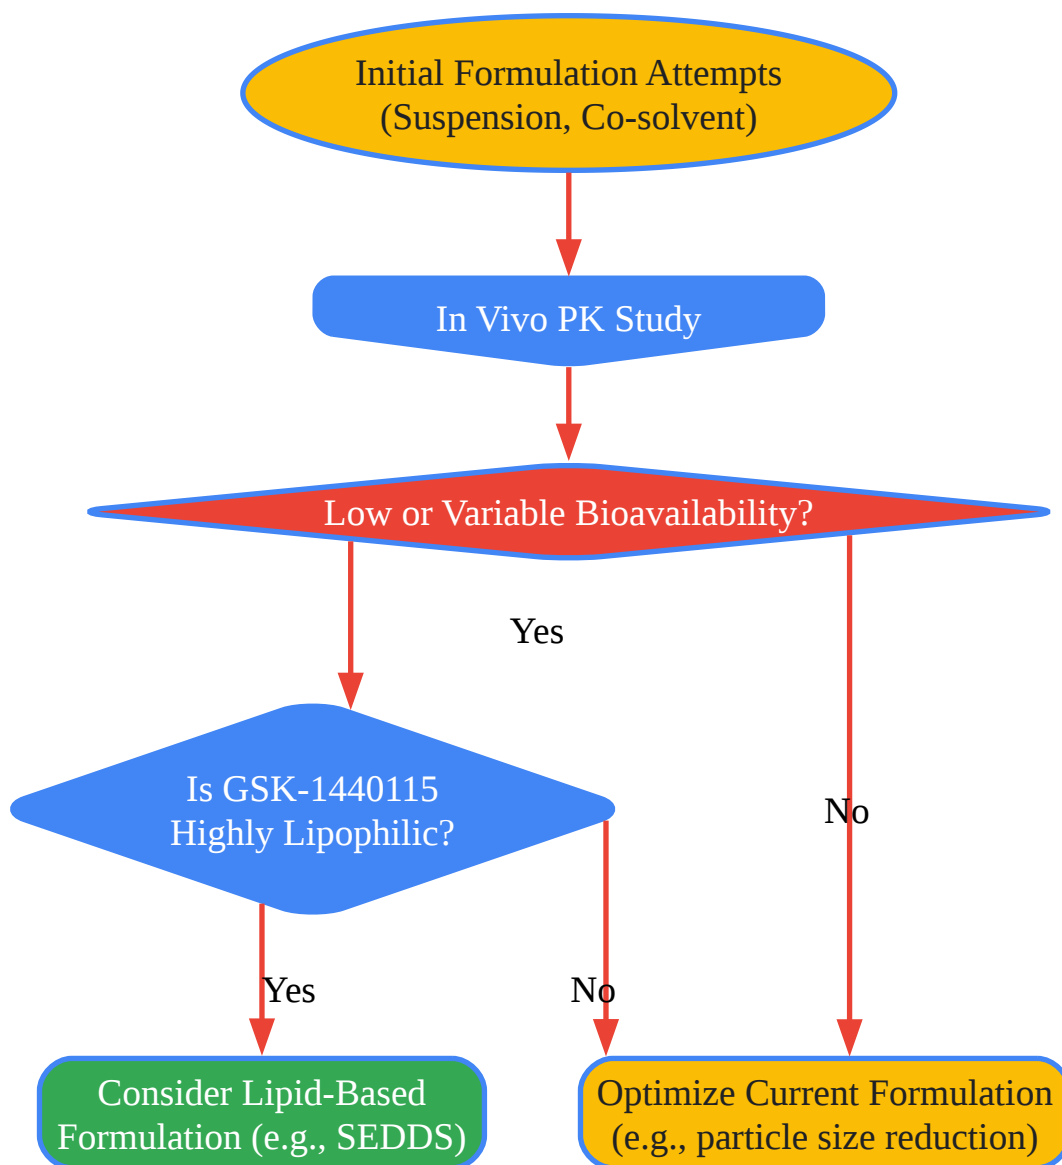 Initial Formulation Attempts
(Suspension, Co-solvent)
In Vivo PK Study
Low or Variable Bioavailability?
Yes
Is GSK-1440115
Highly Lipophilic?
No
Yes
No
Consider Lipid-Based
Formulation (e.g., SEDDS)
Optimize Current Formulation
(e.g., particle size reduction)